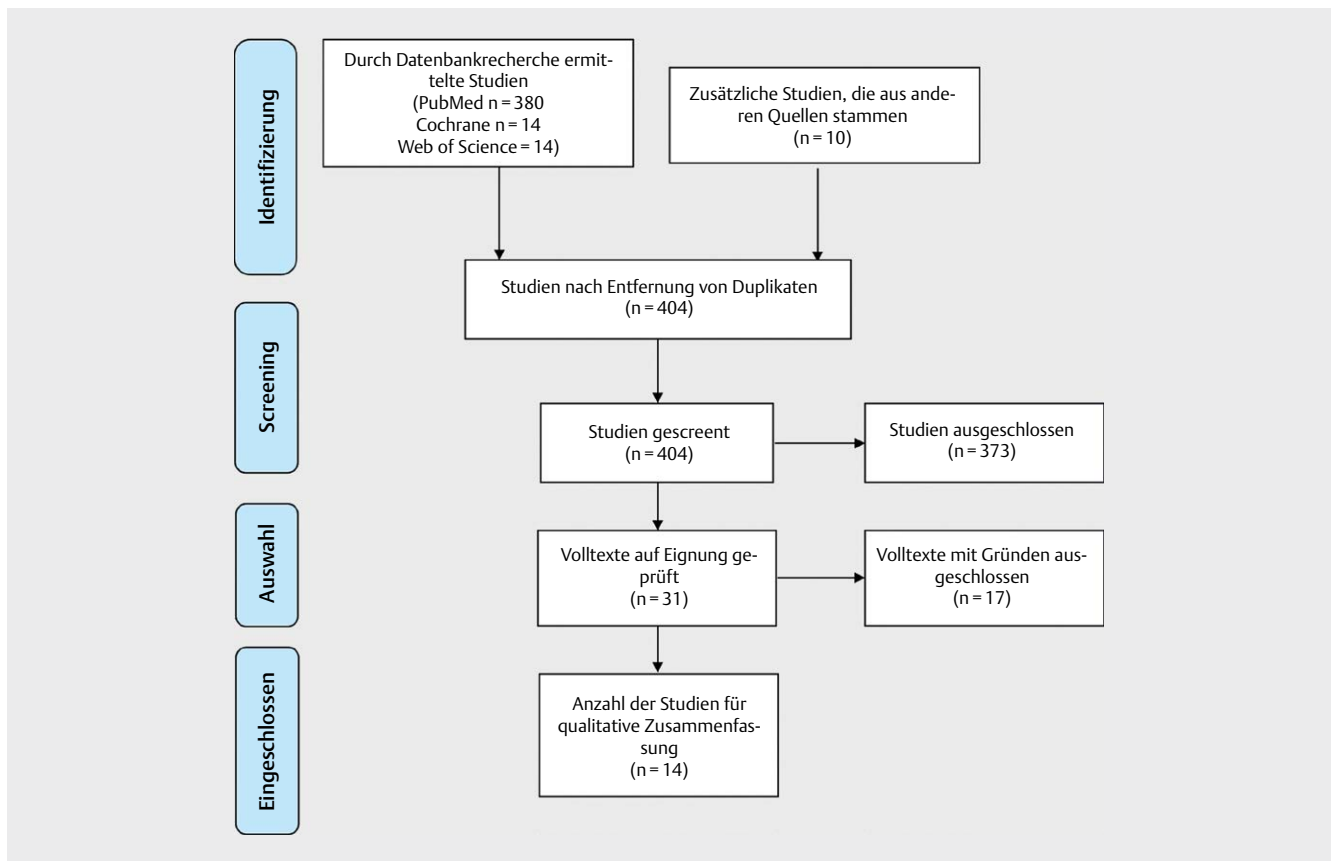 Identifizierung
Durch Datenbankrecherche ermit-
telte Studien
(PubMed n = 380
Cochrane n = 14
Web of Science = 14)
Zusätzliche Studien, die aus ande-
ren Quellen stammen
(n = 10)
Studien nach Entfernung von Duplikaten
(n = 404)
Screening
Studien gescreent
(n = 404)
Studien ausgeschlossen
(n = 373)
Auswahl
Volltexte auf Eignung ge-
prüft
(n = 31)
Volltexte mit Gründen aus-
geschlossen
(n = 17)
Eingeschlossen
Anzahl der Studien für
qualitative Zusammenfas-
sung
(n = 14)